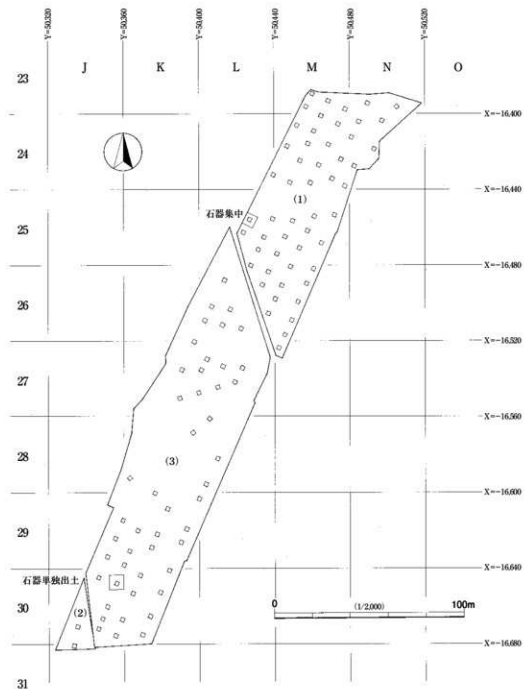 Y=50,320
Y=50,360
Y=50,400
Y=50,440
Y=50,480
Y=50,520
J K L M N O
23
X=-16,400
24
X=-16,440
(1)
石器集中
25
X=-16,480
26
X=-16,520
27
X=-16,560
28
(3)
X=-16,600
29
X=-16,640
石器単独出土
30
(2)
0 (1/2,000) 100m
X=-16,680
31